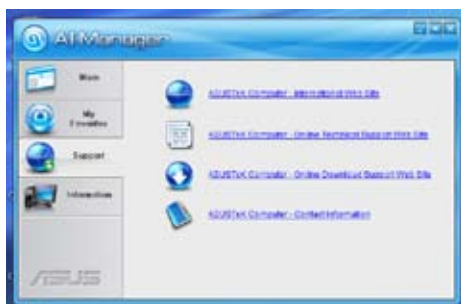 AI Manager
Main
My
Favorites
Support
Information
ASUSTeK Computer - International Web Site
ASUSTeK Computer - Online Technical Support Web Site
ASUSTeK Computer - Online Download Support Web Site
ASUSTeK Computer - Contact Information
ASUS